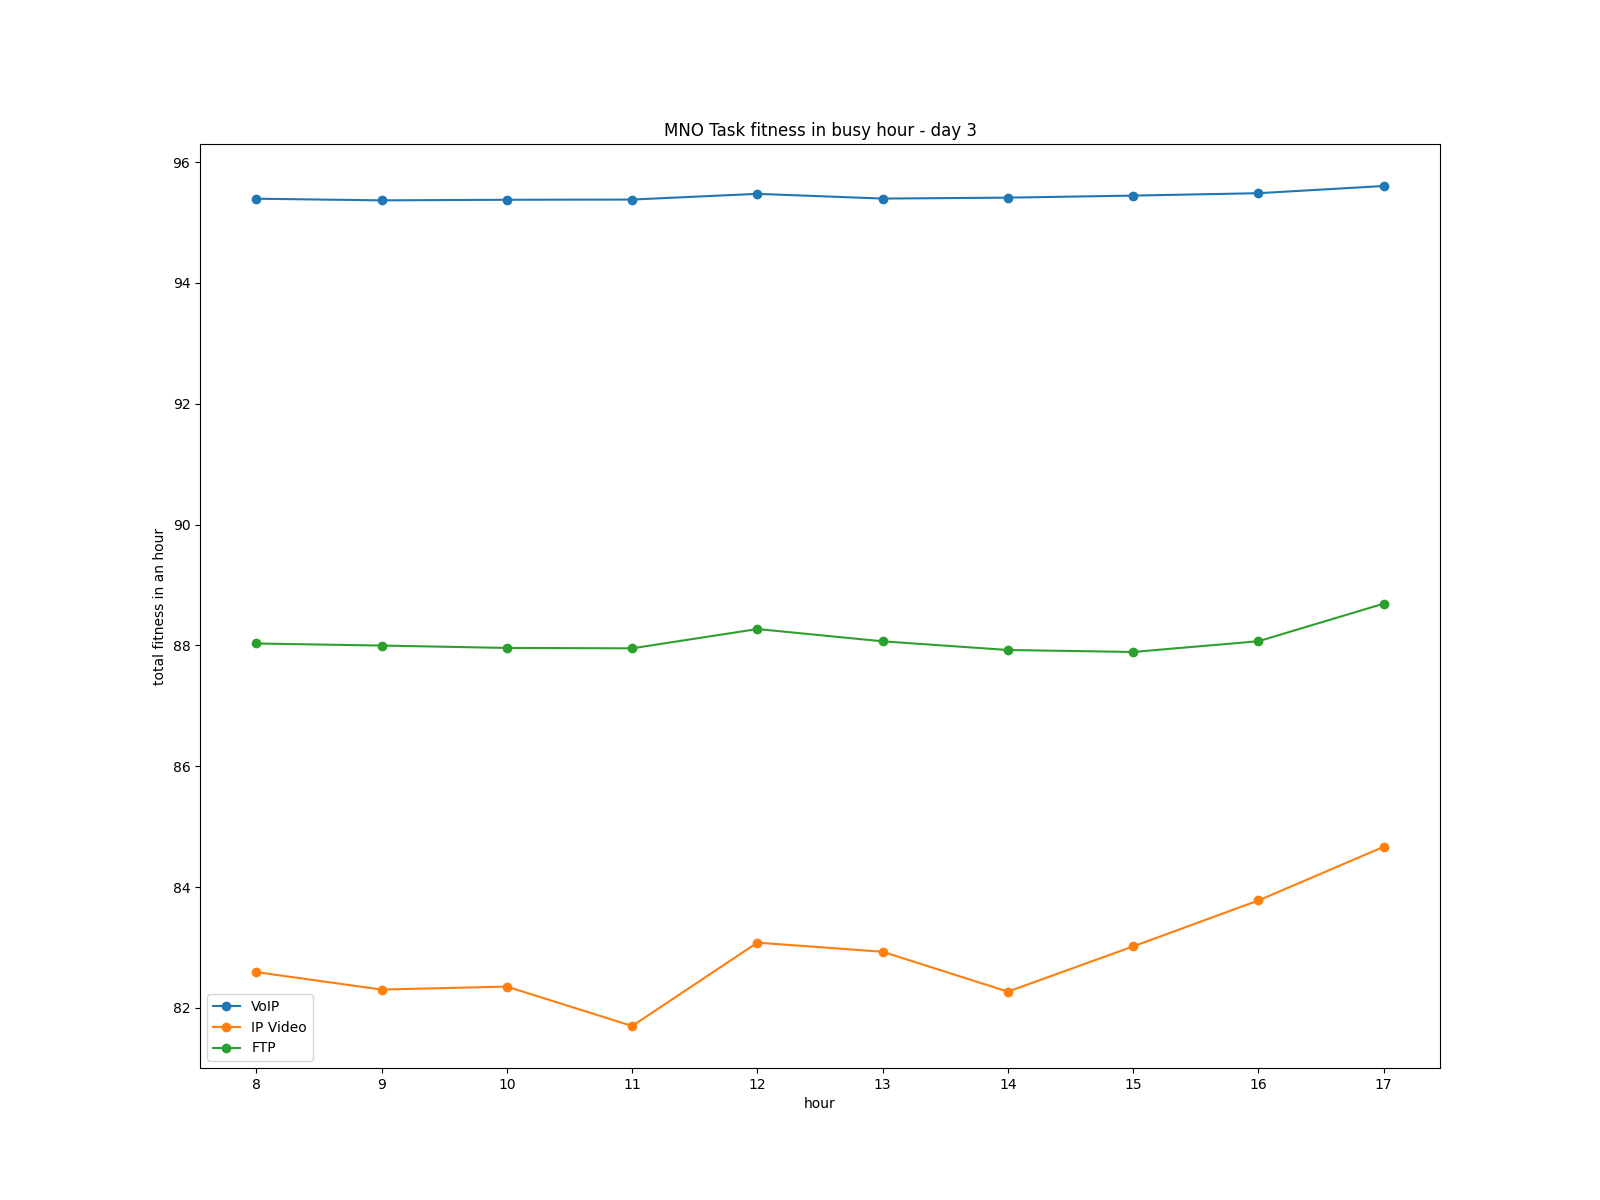 MNO Task fitness in busy hour - day 3
96
94
92
90
88
86
84
82
total fitness in an hour
VoIP
IP Video
FTP
8 9 10 11 12 13 14 15 16 17
hour